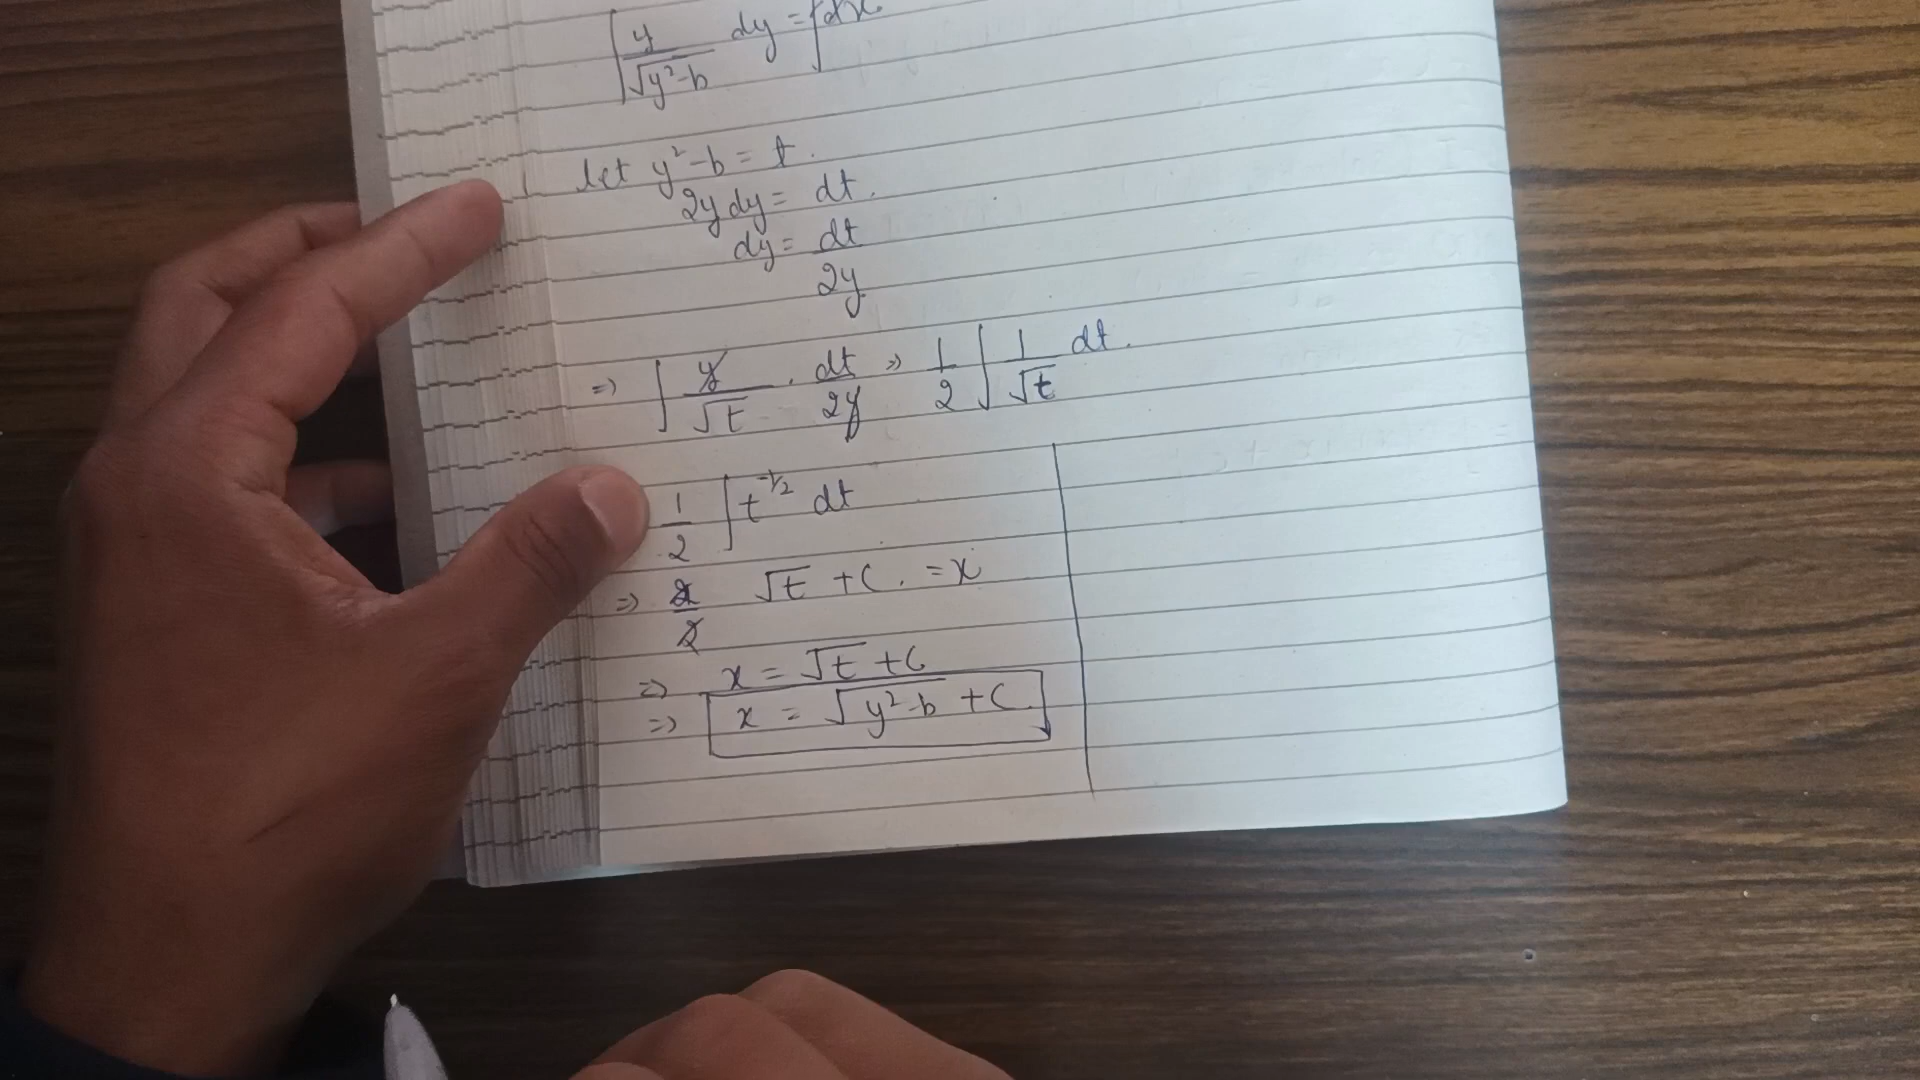 ∫ y/√(y²-b) dy = ∫dx
let y²-b = t.
2y dy = dt.
dy = dt/2y
=> ∫ y/√t . dt/2y => 1/2 ∫ 1/√t dt.
1/2 ∫ t^(-1/2) dt
=> 2/2 √t + C. = x
=> x = √t + C
=> x = √(y²-b) + C